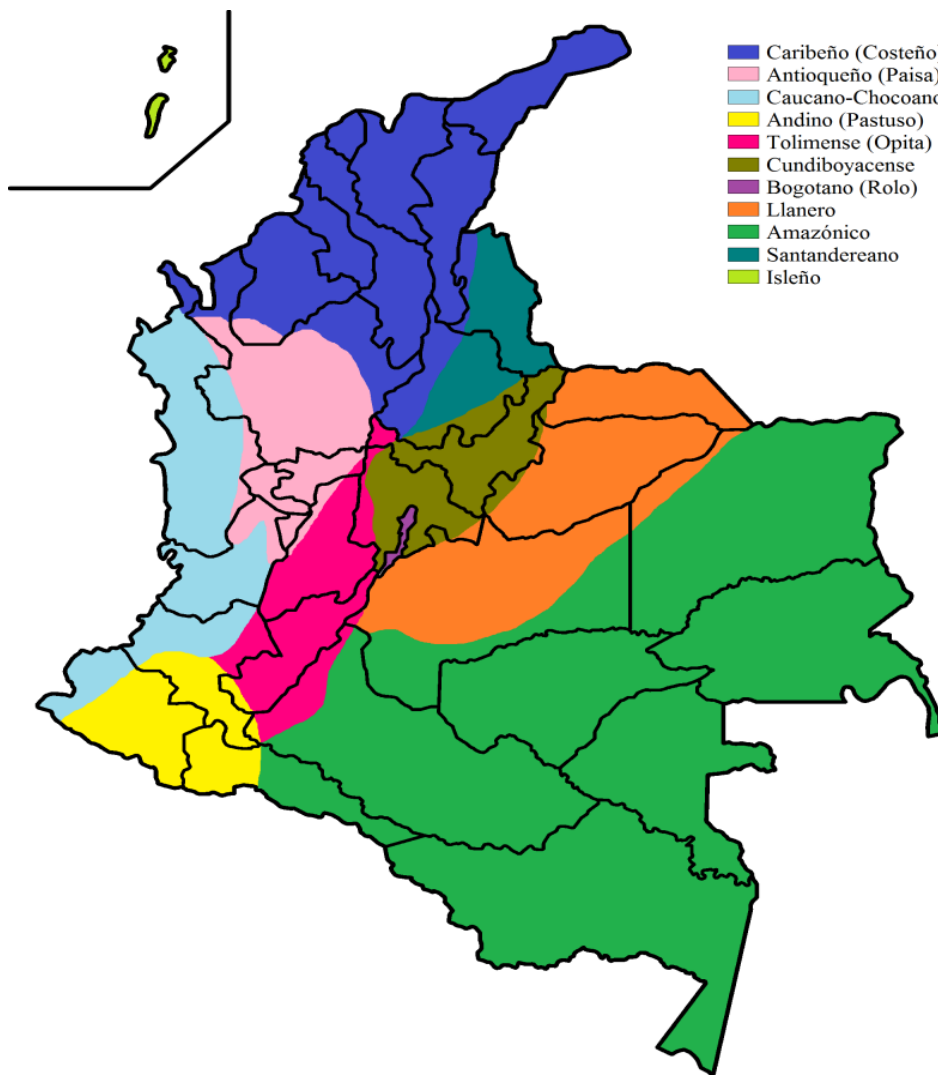 Caribeño (Costeño)
Antioqueño (Paisa)
Caucano-Chocoano
Andino (Pastuso)
Tolimense (Opita)
Cundiboyacense
Bogotano (Rolo)
Llanero
Amazónico
Santandereano
Isleño